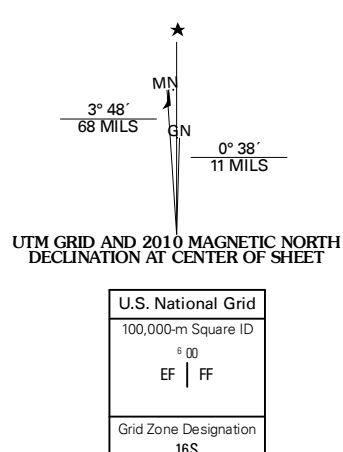 ★
MN
3° 48´
68 MILS
GN
0° 38´
11 MILS
UTM GRID AND 2010 MAGNETIC NORTH
DECLINATION AT CENTER OF SHEET
U.S. National Grid
100,000-m Square ID
6 00
EF | FF
Grid Zone Designation
16S